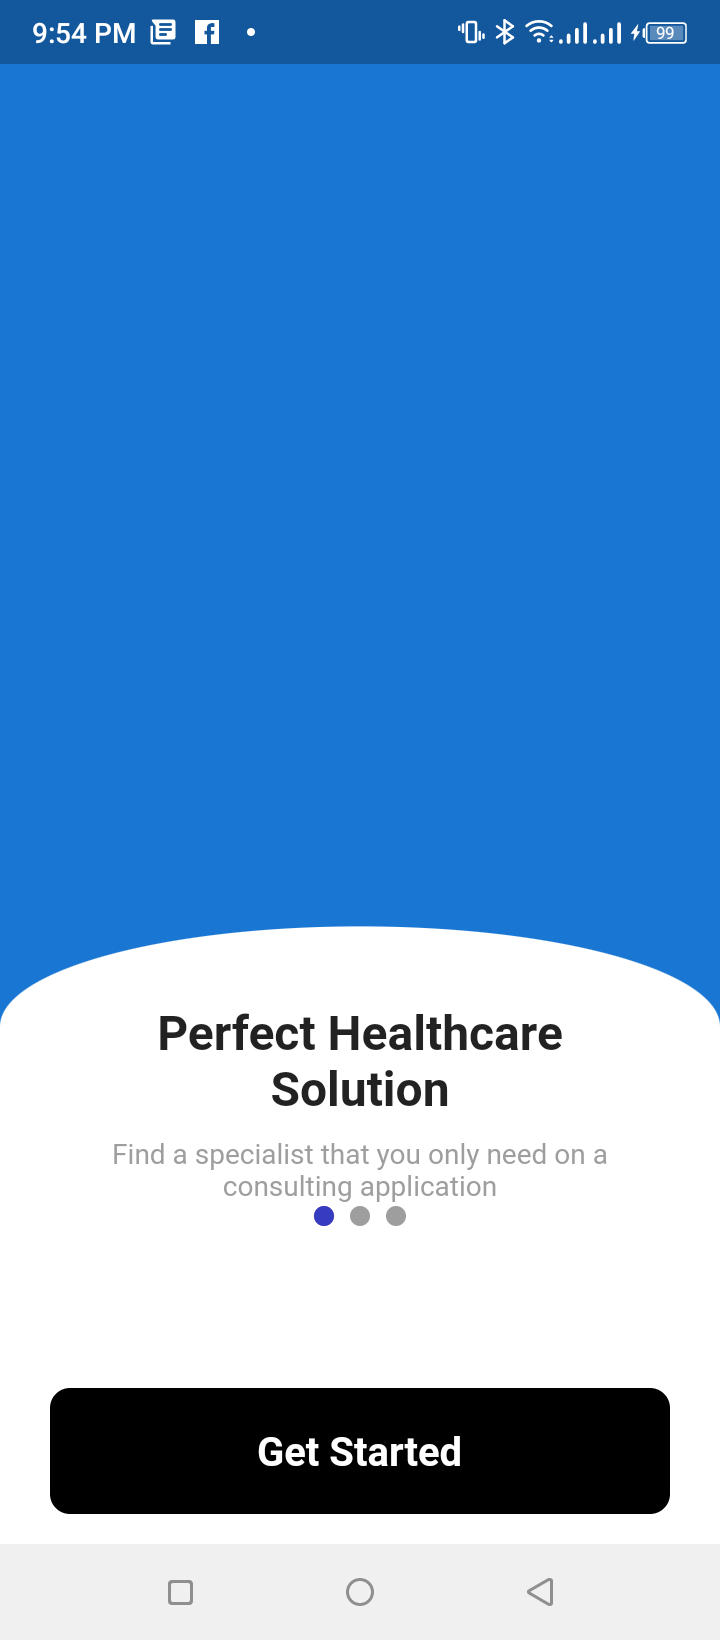 9:54 PM
99
Perfect Healthcare
Solution
Find a specialist that you only need on a
consulting application
Get Started